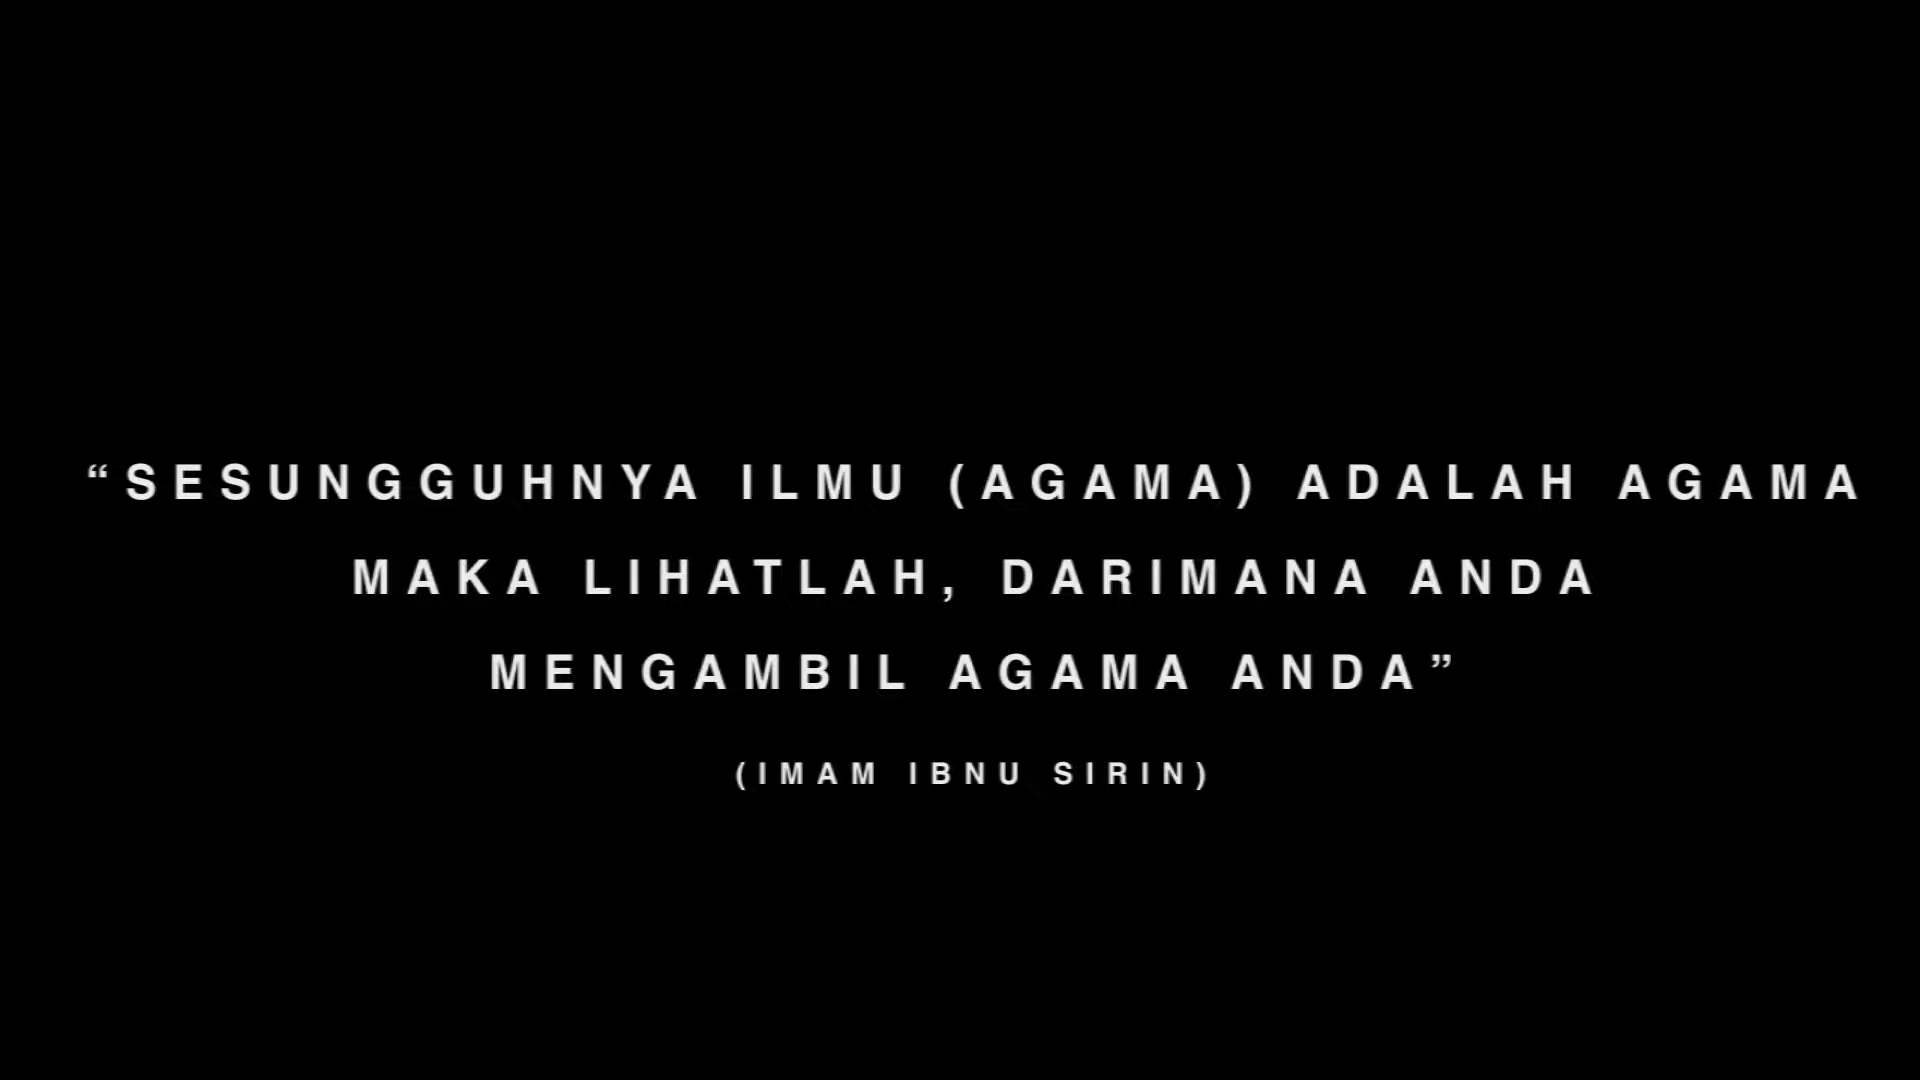 “SESUNGGUHNYA ILMU (AGAMA) ADALAH AGAMA
MAKA LIHATLAH, DARIMANA ANDA
MENGAMBIL AGAMA ANDA”
(IMAM IBNU SIRIN)